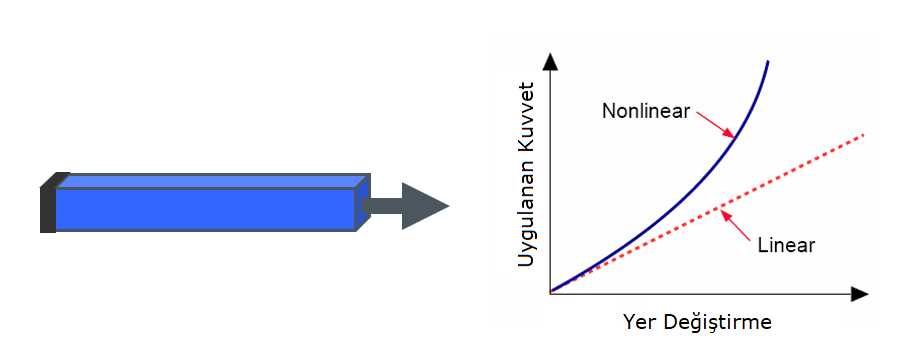 Uygulanan Kuvvet
Nonlinear
Linear
Yer Değiştirme